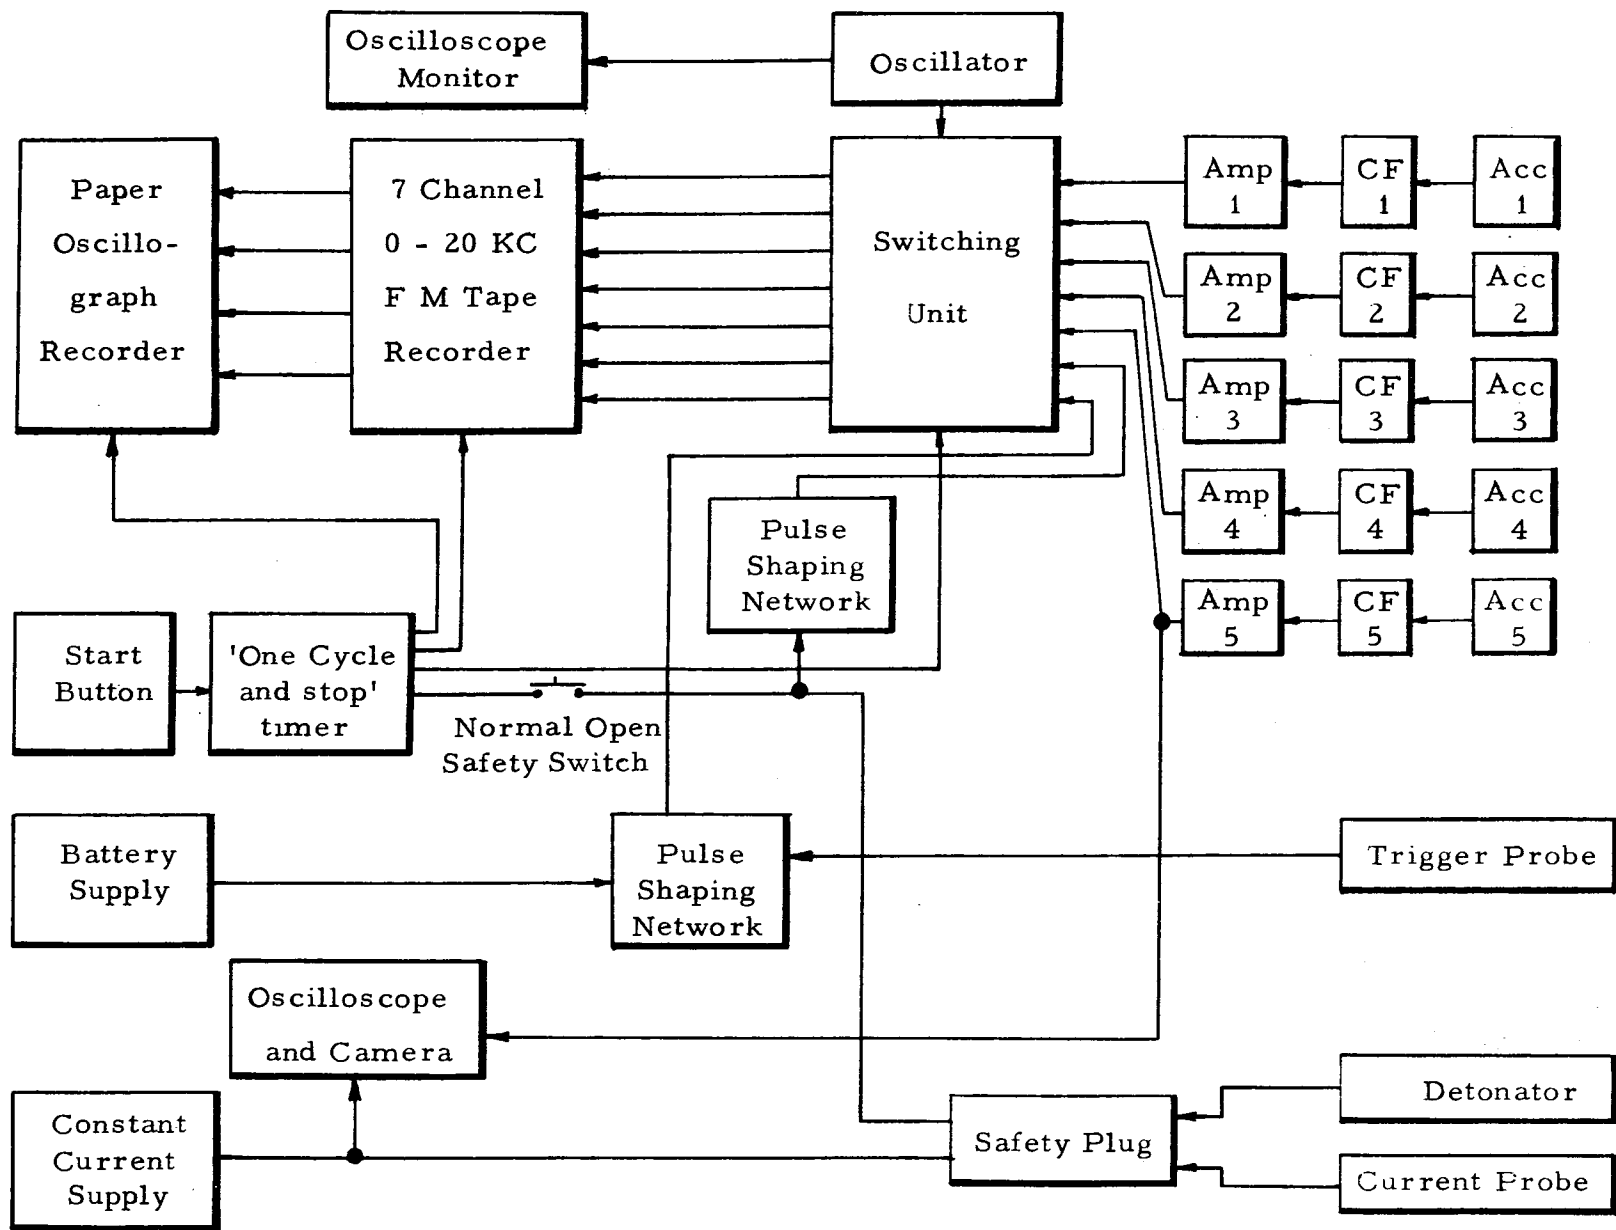 Oscilloscope
Monitor
Oscillator
Paper
Oscillo-
graph
Recorder
7 Channel
0 - 20 KC
F M Tape
Recorder
Switching
Unit
Amp
1
CF
1
Acc
1
Amp
2
CF
2
Acc
2
Amp
3
CF
3
Acc
3
Amp
4
CF
4
Acc
4
Amp
5
CF
5
Acc
5
Pulse
Shaping
Network
Start
Button
'One Cycle
and stop'
timer
Normal Open
Safety Switch
Battery
Supply
Pulse
Shaping
Network
Trigger Probe
Oscilloscope
and Camera
Constant
Current
Supply
Safety Plug
Detonator
Current Probe